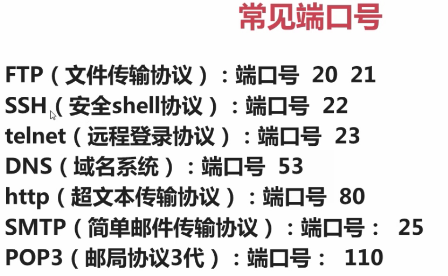 常见端口号
FTP（文件传输协议）：端口号 20 21
SSH（安全shell协议）：端口号 22
telnet（远程登录协议）：端口号 23
DNS（域名系统）：端口号 53
http（超文本传输协议）：端口号 80
SMTP（简单邮件传输协议）：端口号： 25
POP3（邮局协议3代）：端口号： 110